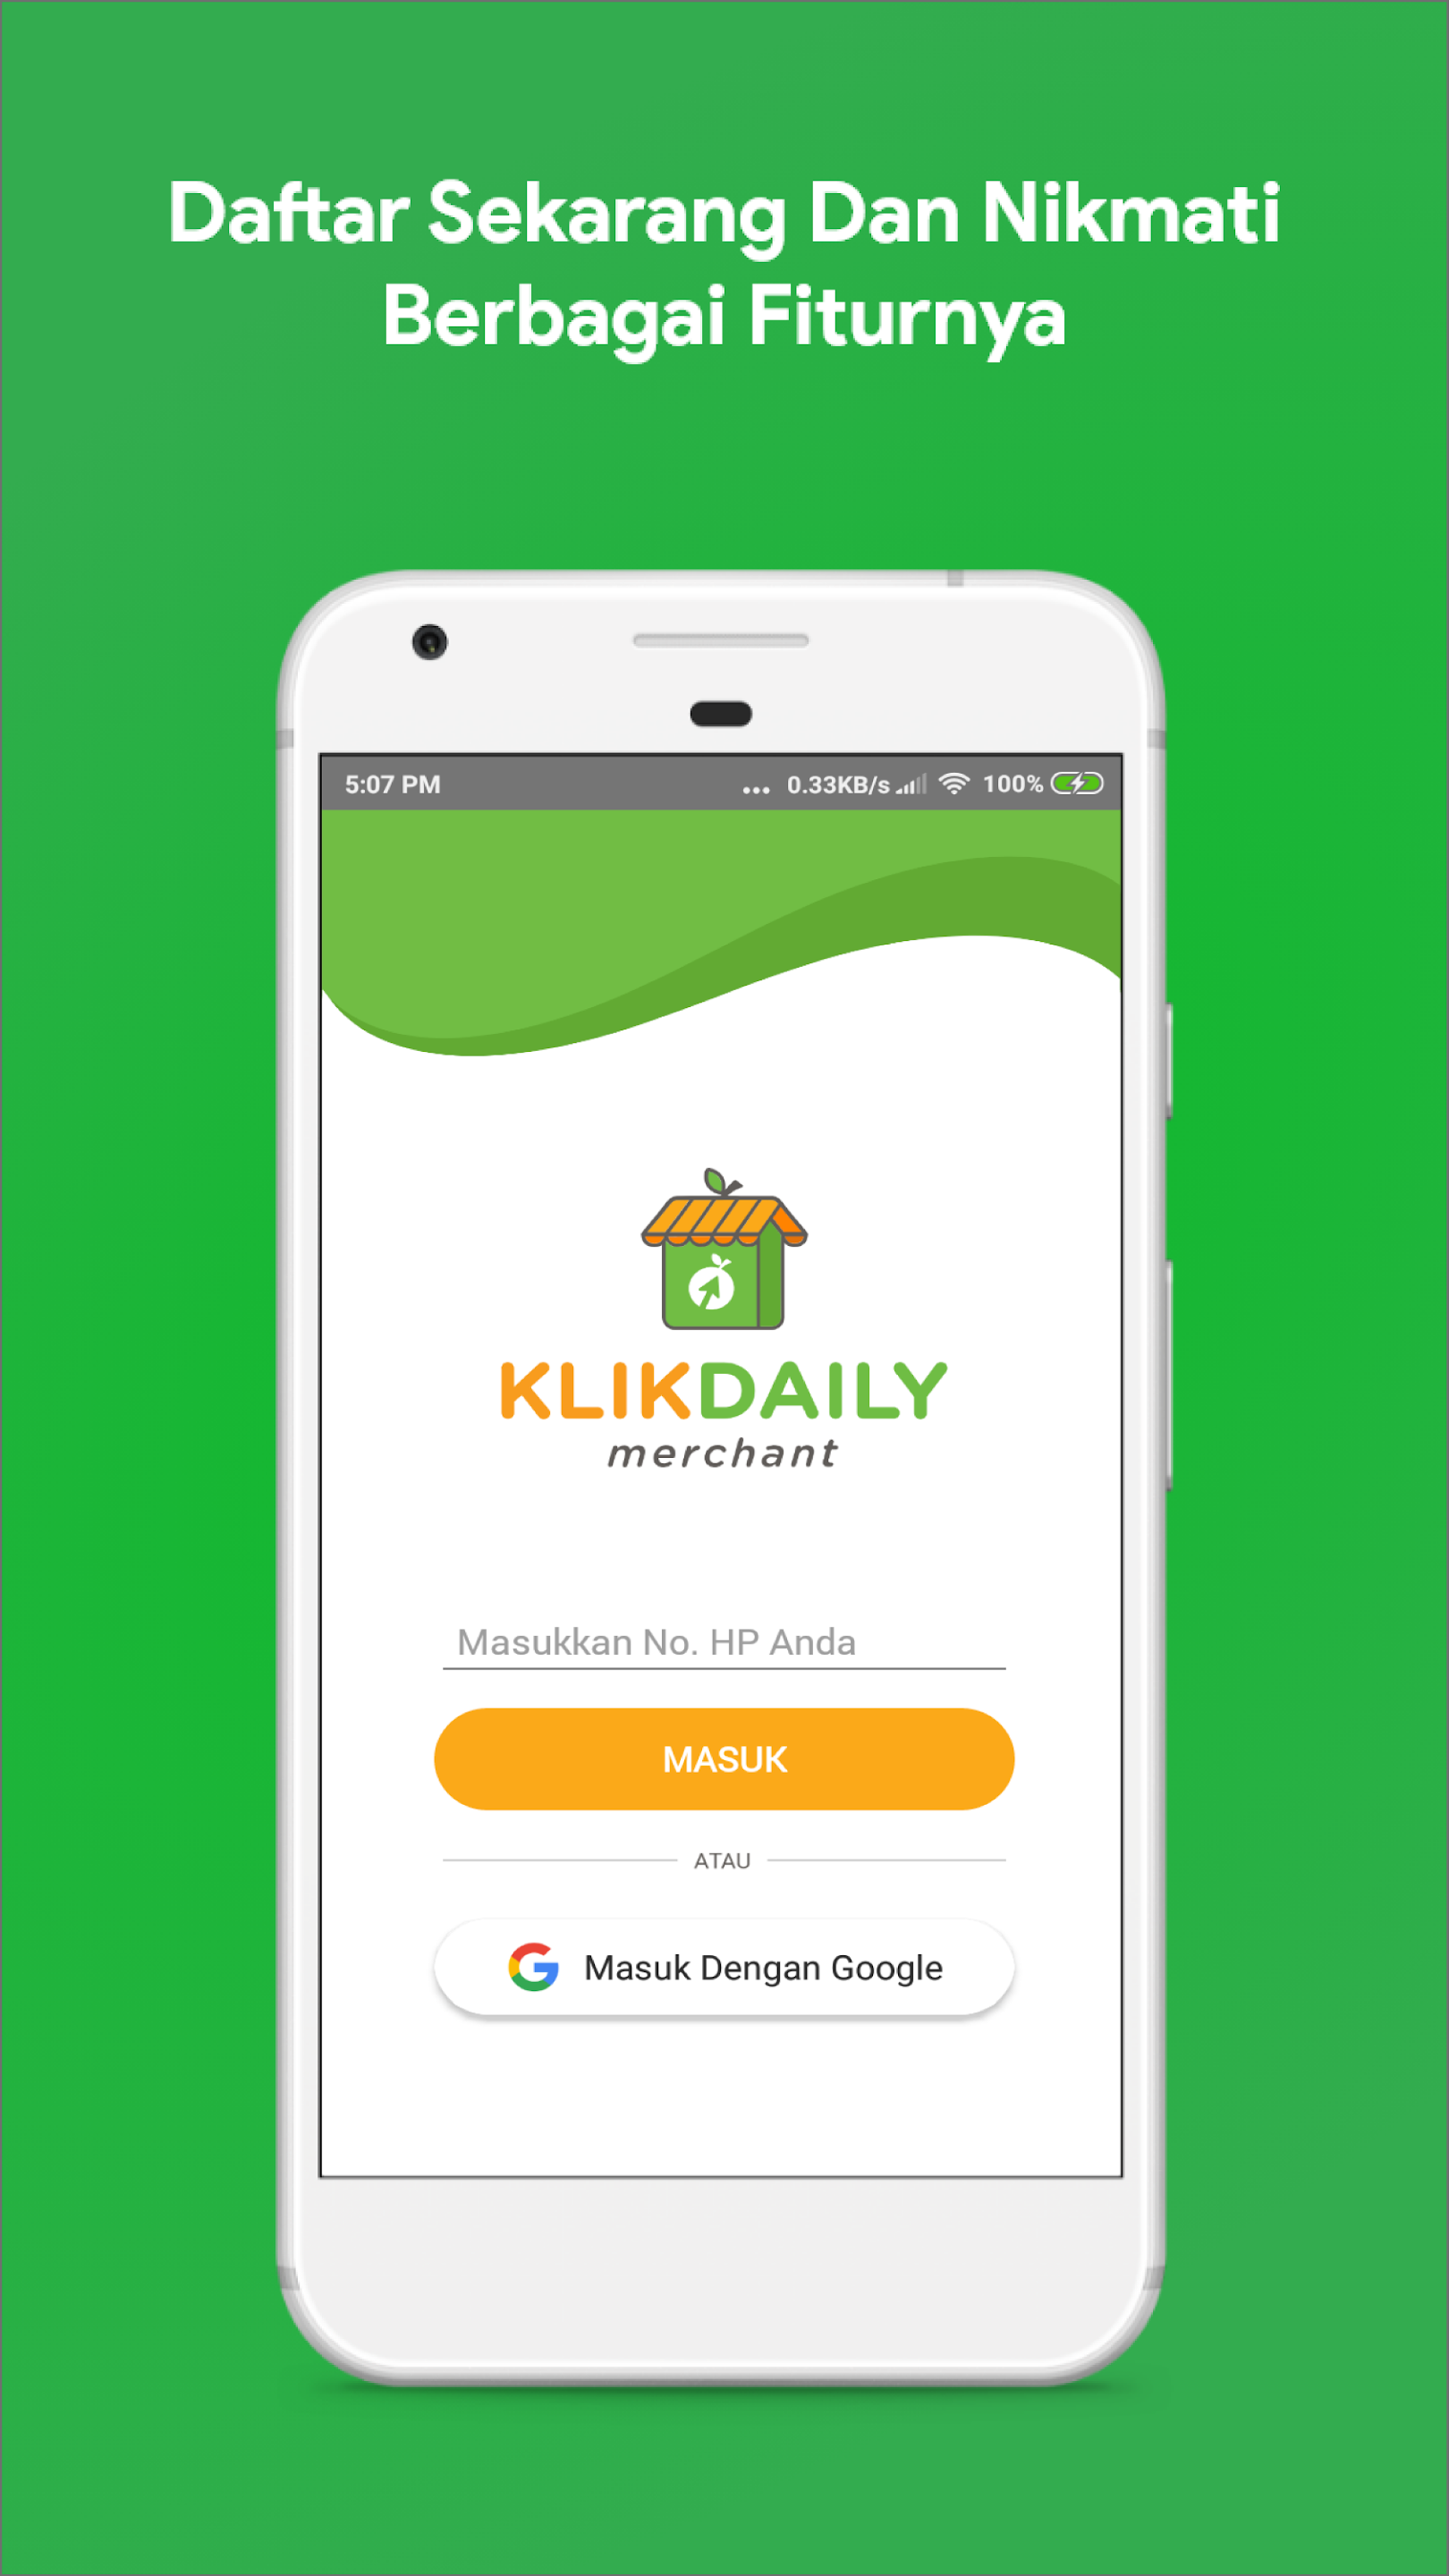 Daftar Sekarang Dan Nikmati
Berbagai Fiturnya
5:07 PM ... 0.33KB/s 100%
KLIKDAILY
merchant
Masukkan No. HP Anda
MASUK
ATAU
Masuk Dengan Google